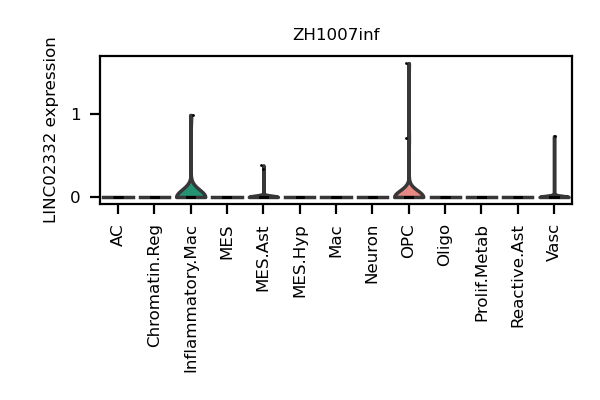 ZH1007inf
LINC02332 expression
1
0
AC
Chromatin.Reg
Inflammatory.Mac
MES
MES.Ast
MES.Hyp
Mac
Neuron
OPC
Oligo
Prolif.Metab
Reactive.Ast
Vasc